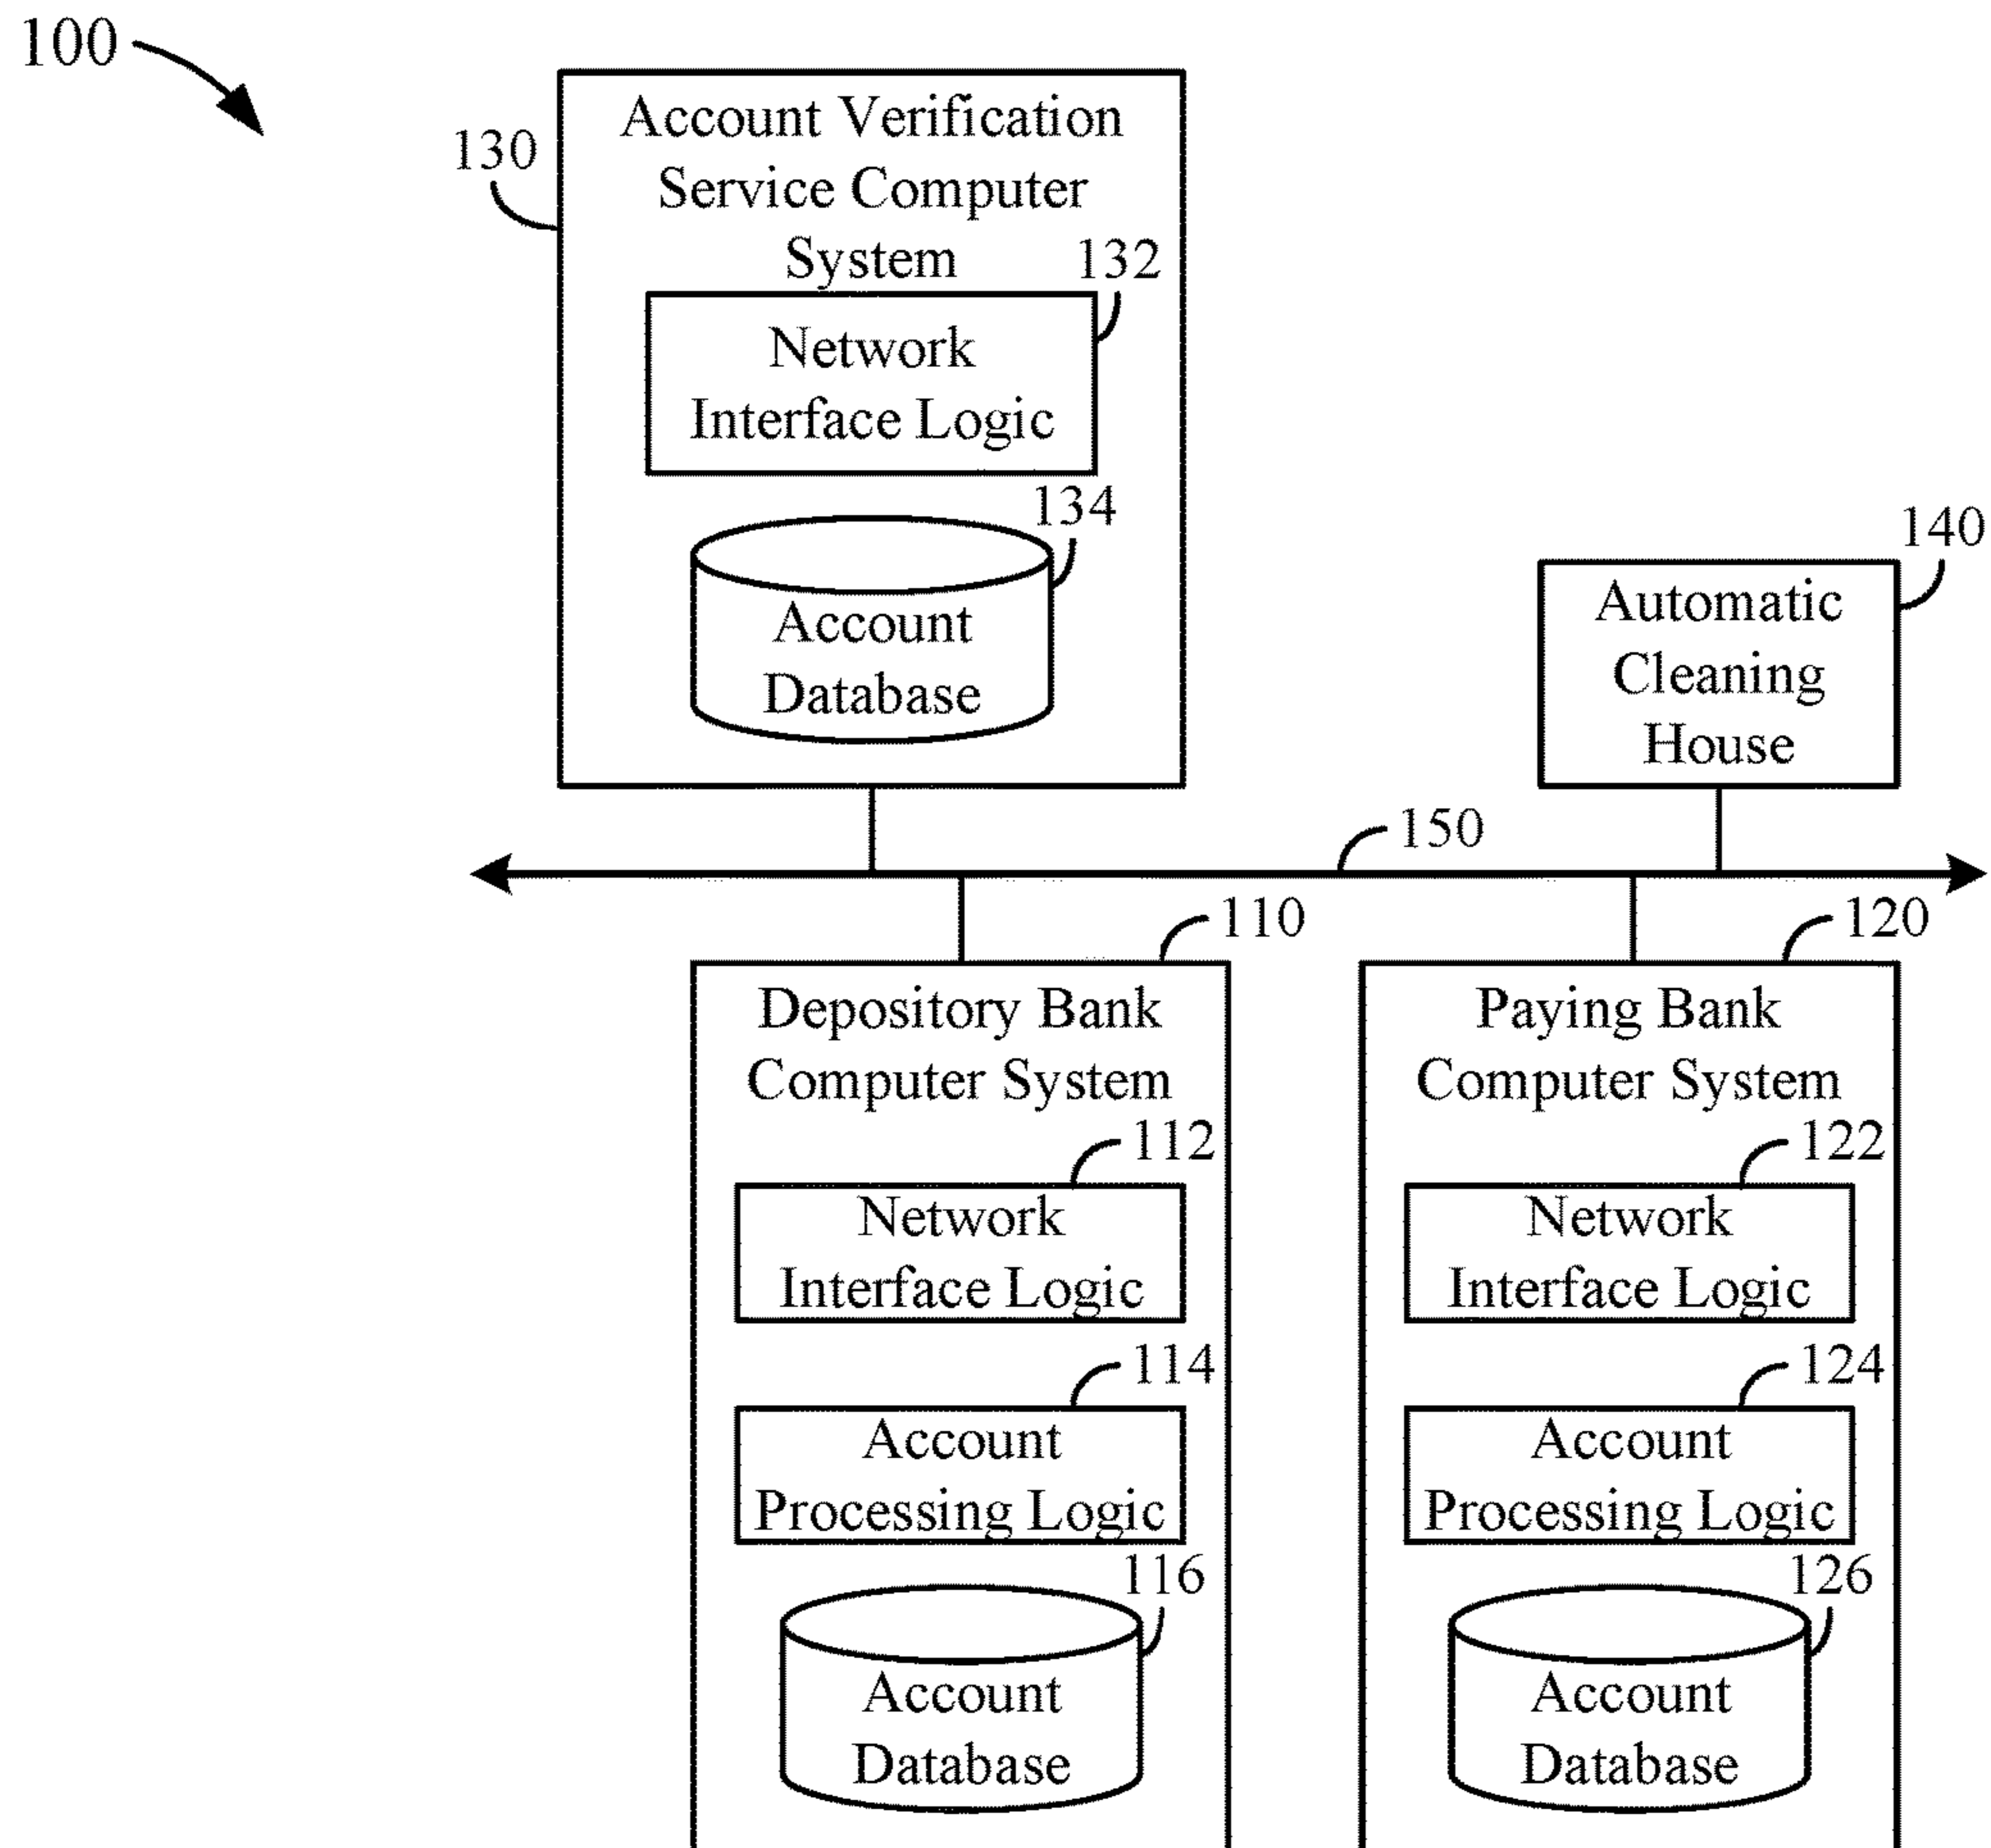 100
130
Account Verification
Service Computer
System
132
Network
Interface Logic
134
Account
Database
140
Automatic
Cleaning
House
150
110
Depository Bank
Computer System
112
Network
Interface Logic
114
Account
Processing Logic
116
Account
Database
120
Paying Bank
Computer System
122
Network
Interface Logic
124
Account
Processing Logic
126
Account
Database